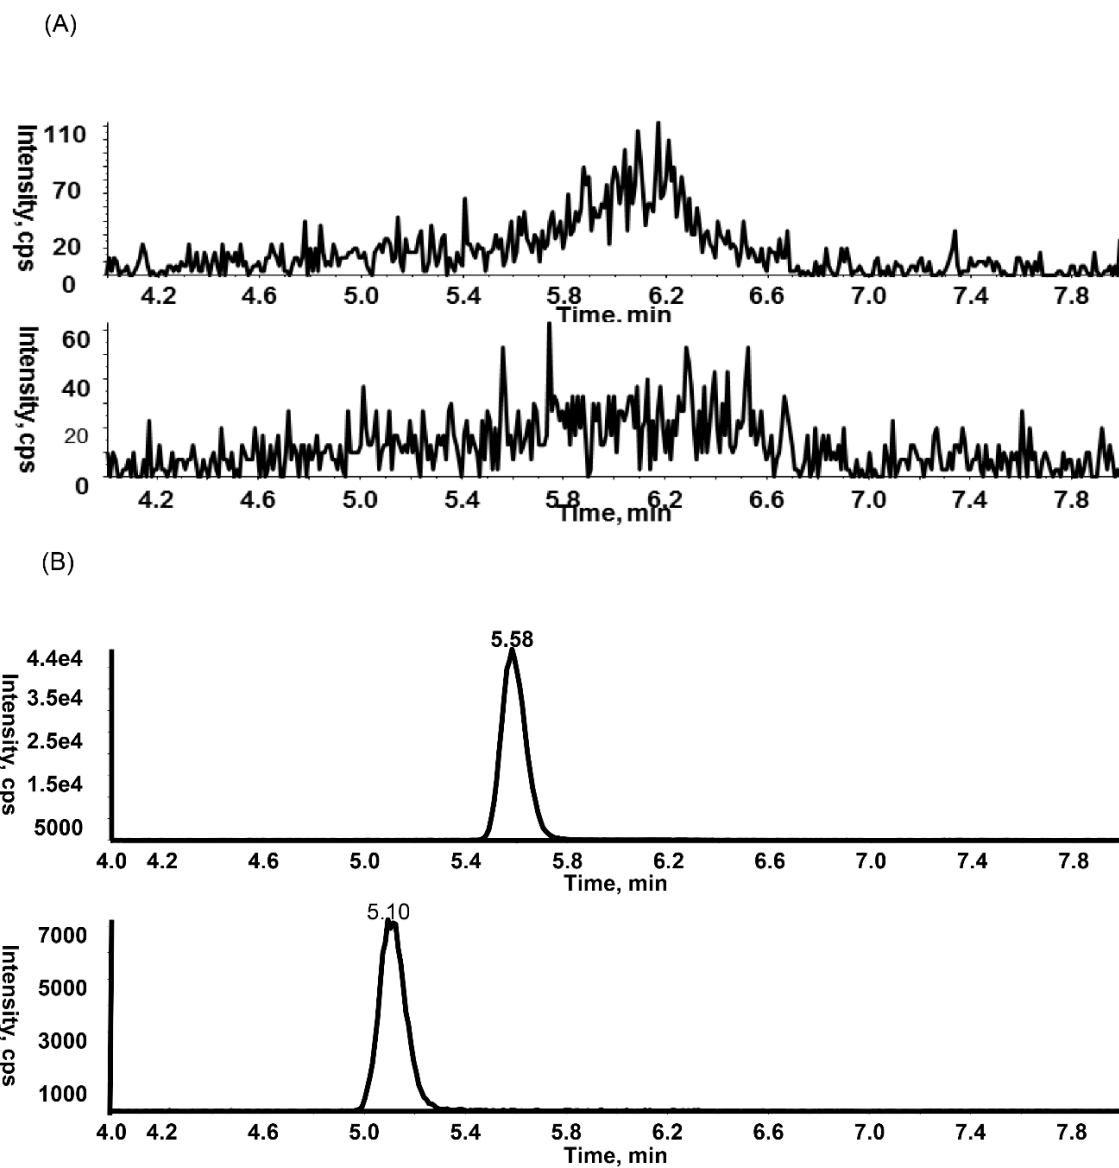 (A)
Intensity, cps
110
70
20
0
4.2 4.6 5.0 5.4 5.8 6.2 6.6 7.0 7.4 7.8
Time, min
Intensity, cps
60
40
20
0
4.2 4.6 5.0 5.4 5.8 6.2 6.6 7.0 7.4 7.8
Time, min
(B)
5.58
Intensity, cps
4.4e4
3.5e4
2.5e4
1.5e4
5000
4.0 4.2 4.6 5.0 5.4 5.8 6.2 6.6 7.0 7.4 7.8
Time, min
5.10
Intensity, cps
7000
5000
3000
1000
4.0 4.2 4.6 5.0 5.4 5.8 6.2 6.6 7.0 7.4 7.8
Time, min